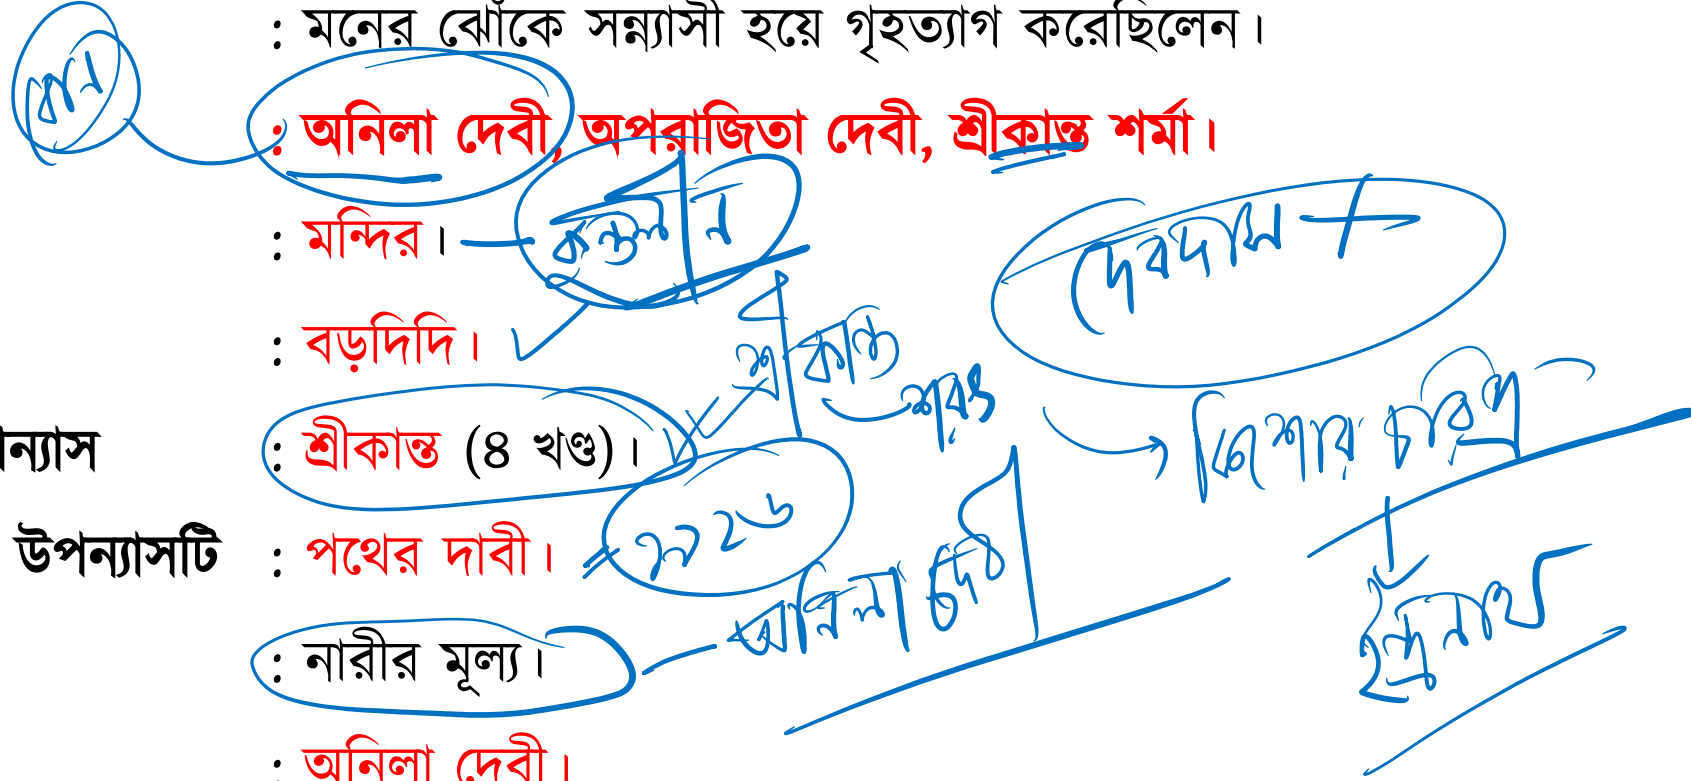 : মনের ঝোঁকে সন্ন্যাসী হয়ে গৃহত্যাগ করেছিলেন।
: অনিলা দেবী, অপরাজিতা দেবী, শ্রীকান্ত শর্মা।
: মন্দির। কুন্তলীন
দেবদাস +
: বড়দিদি।
শ্রীকান্ত
শরৎ
কিশোর চরিত্র
ন্যাস : শ্রীকান্ত (৪ খণ্ড)।
উপন্যাসটি : পথের দাবী। = ১৯২৬
ইন্দ্রনাথ
: নারীর মূল্য। অনিলা দেবী
: অনিলা দেবী।